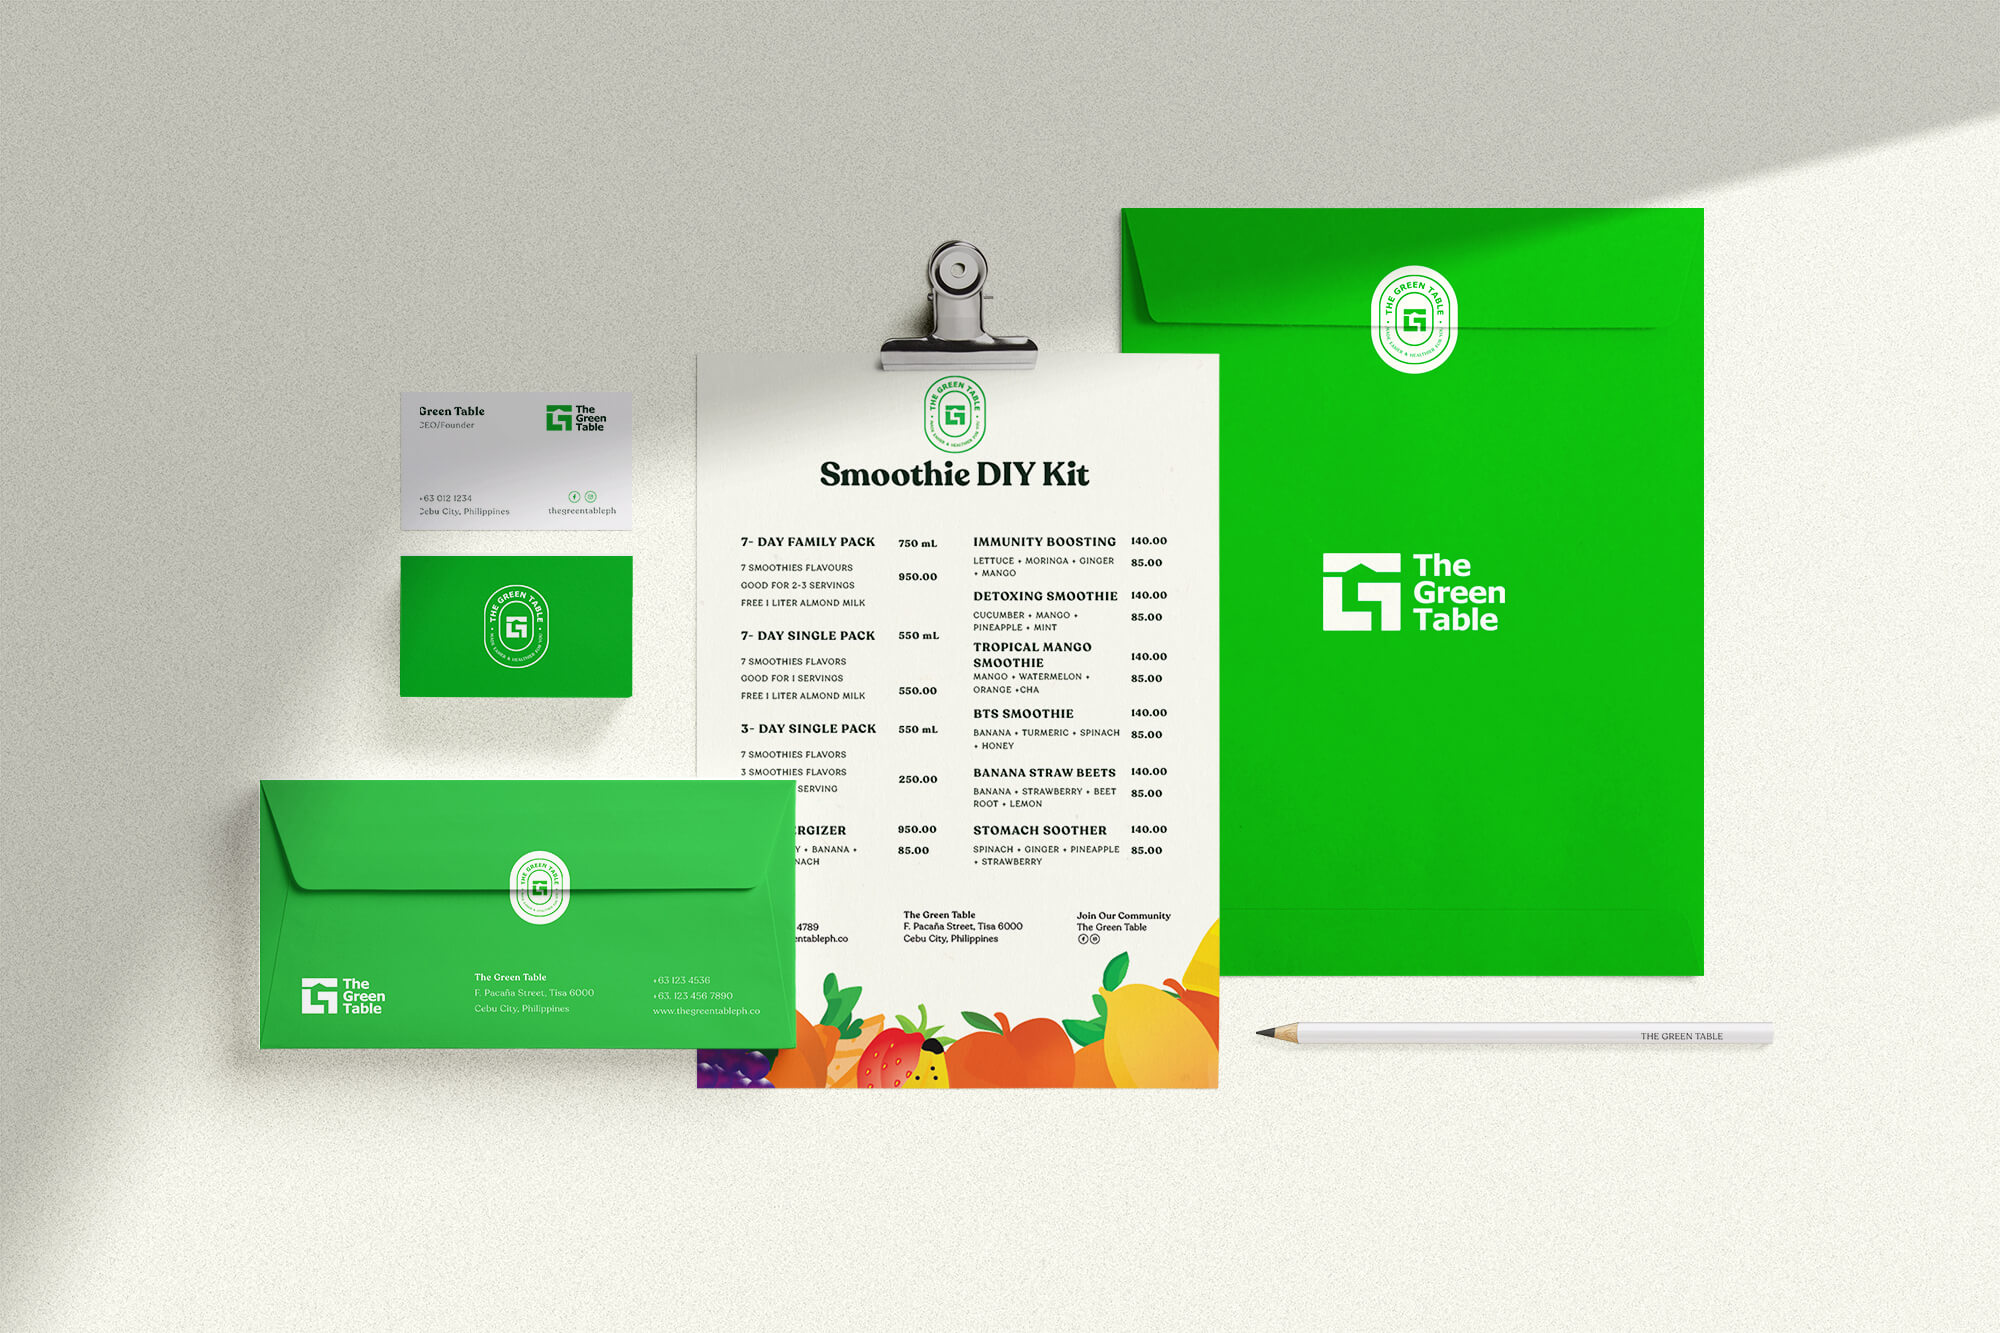 Green Table
CEO/Founder
The
Green
Table
+63 012 1234
Cebu City, Philippines
thegreentableph
THE GREEN TABLE
THE GREEN TABLE
Smoothie DIY Kit
7- DAY FAMILY PACK 750 mL
7 SMOOTHIES FLAVOURS
GOOD FOR 2-3 SERVINGS 950.00
FREE 1 LITER ALMOND MILK
7- DAY SINGLE PACK 550 mL
7 SMOOTHIES FLAVORS
GOOD FOR 1 SERVINGS
FREE 1 LITER ALMOND MILK 550.00
3- DAY SINGLE PACK 550 mL
7 SMOOTHIES FLAVORS
3 SMOOTHIES FLAVORS 250.00
SERVING
RGIZER 950.00
Y + BANANA + 85.00
NACH
IMMUNITY BOOSTING 140.00
LETTUCE + MORINGA + GINGER 85.00
+ MANGO
DETOXING SMOOTHIE 140.00
CUCUMBER + MANGO + 85.00
PINEAPPLE + MINT
TROPICAL MANGO
SMOOTHIE 140.00
MANGO + WATERMELON + 85.00
ORANGE +CHA
BTS SMOOTHIE 140.00
BANANA + TURMERIC + SPINACH 85.00
+ HONEY
BANANA STRAW BEETS 140.00
BANANA + STRAWBERRY + BEET 85.00
ROOT + LEMON
STOMACH SOOTHER 140.00
SPINACH + GINGER + PINEAPPLE 85.00
+ STRAWBERRY
4789
entableph.co
The Green Table
F. Pacaña Street, Tisa 6000
Cebu City, Philippines
Join Our Community
The Green Table
THE GREEN TABLE
The
Green
Table
The Green Table
F. Pacaña Street, Tisa 6000
Cebu City, Philippines
+63 123 4536
+63. 123 456 7890
www.thegreentableph.co
THE GREEN TABLE
The
Green
Table
THE GREEN TABLE